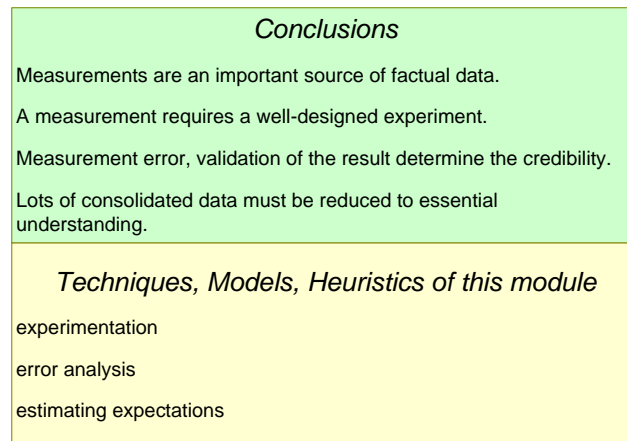 Conclusions
Measurements are an important source of factual data.
A measurement requires a well-designed experiment.
Measurement error, validation of the result determine the credibility.
Lots of consolidated data must be reduced to essential
understanding.
Techniques, Models, Heuristics of this module
experimentation
error analysis
estimating expectations